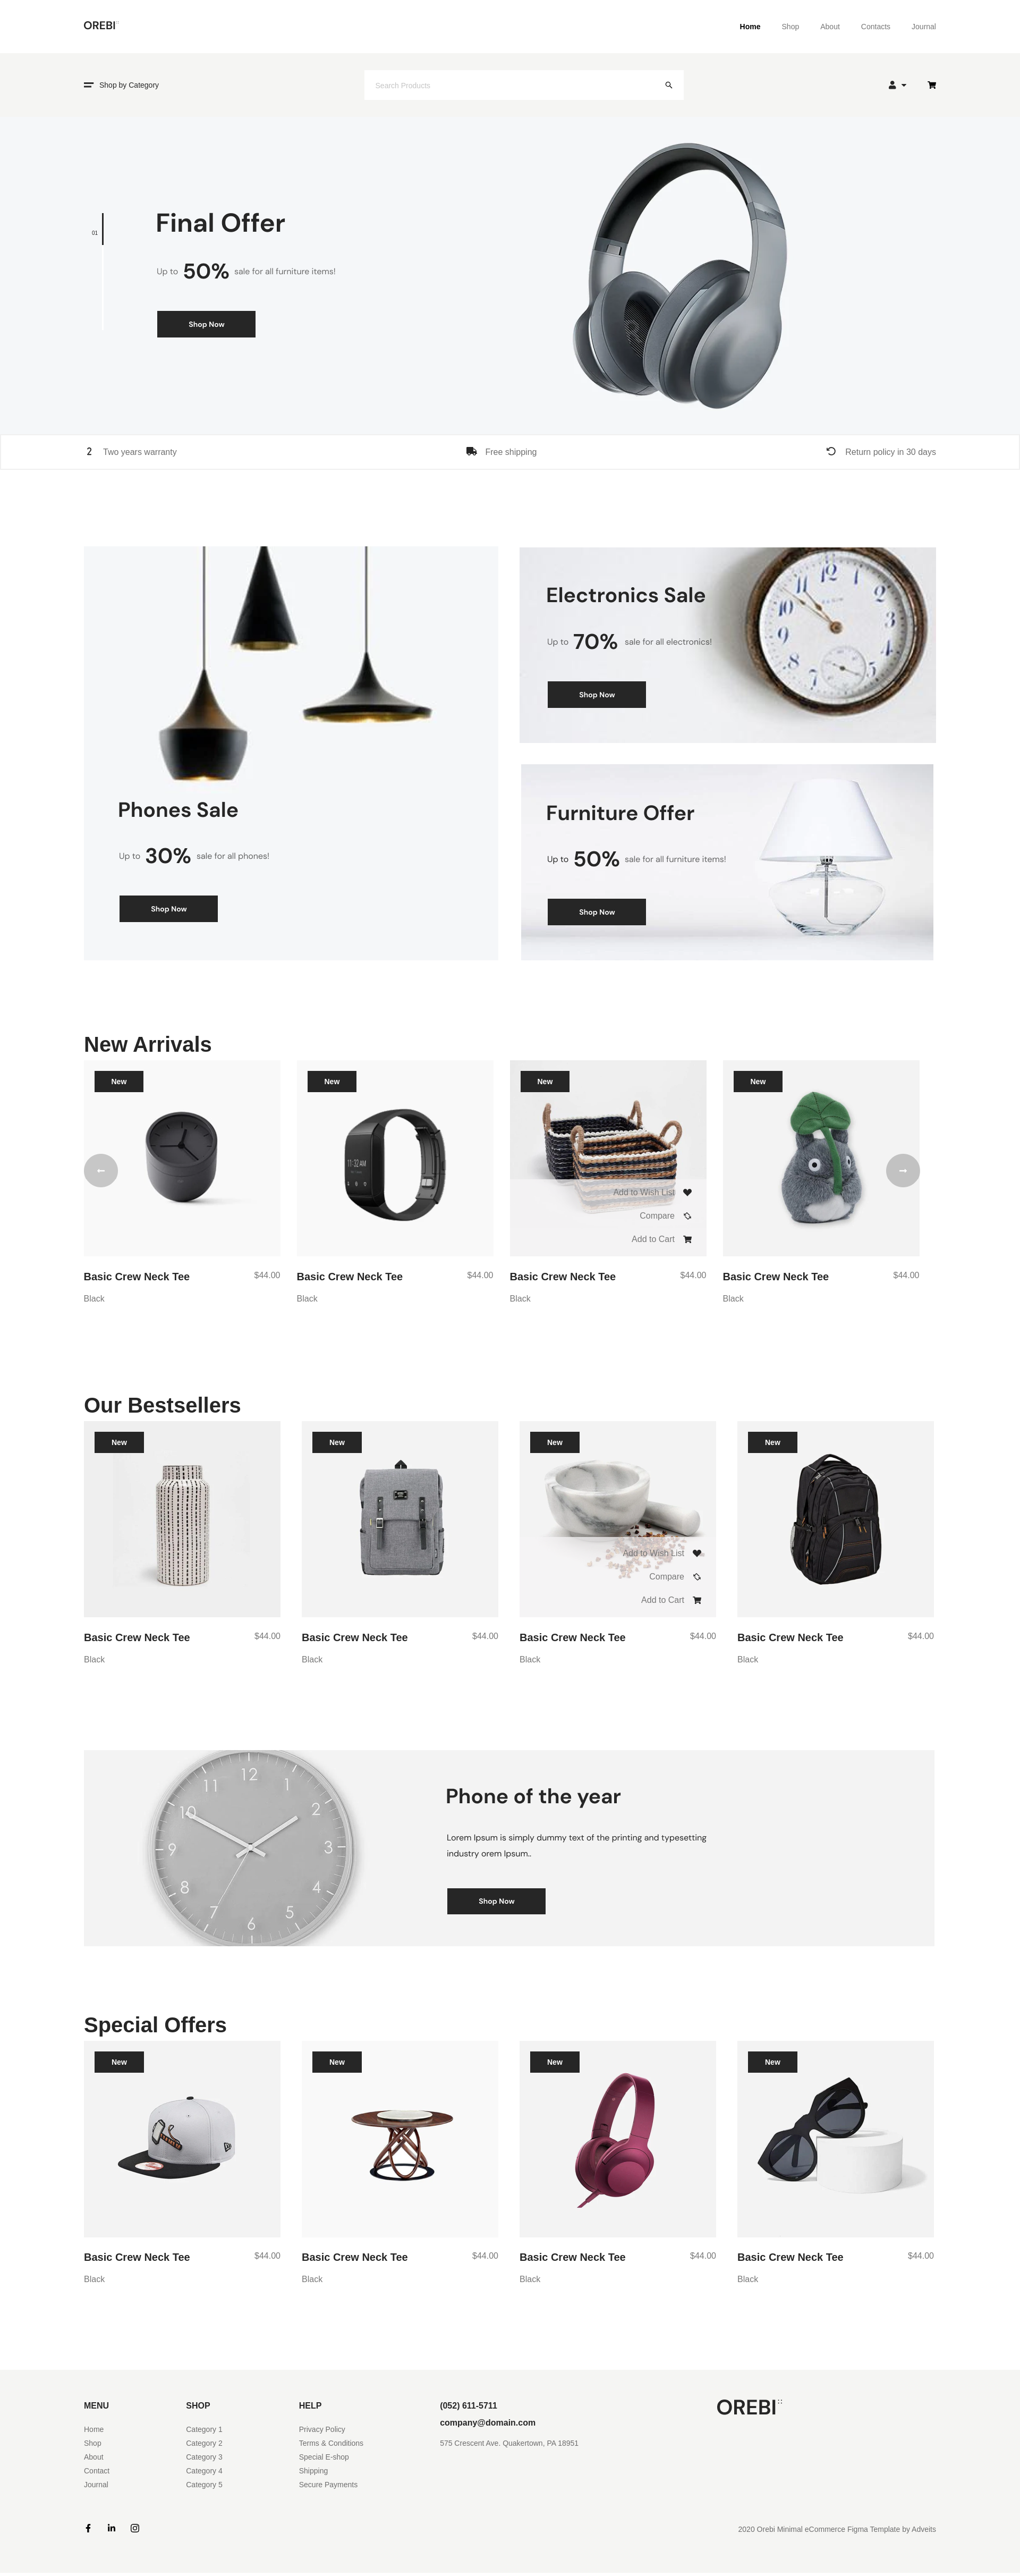 OREBI
Home Shop About Contacts Journal
Shop by Category
Search Products
01
Final Offer
Up to 50% sale for all furniture items!
Shop Now
2 Two years warranty
Free shipping
Return policy in 30 days
Phones Sale
Up to 30% sale for all phones!
Shop Now
Electronics Sale
Up to 70% sale for all electronics!
Shop Now
Furniture Offer
Up to 50% sale for all furniture items!
Shop Now
New Arrivals
New
New
New
New
Add to Wish List
Compare
Add to Cart
Basic Crew Neck Tee $44.00
Black
Basic Crew Neck Tee $44.00
Black
Basic Crew Neck Tee $44.00
Black
Basic Crew Neck Tee $44.00
Black
Our Bestsellers
New
New
New
New
Add to Wish List
Compare
Add to Cart
Basic Crew Neck Tee $44.00
Black
Basic Crew Neck Tee $44.00
Black
Basic Crew Neck Tee $44.00
Black
Basic Crew Neck Tee $44.00
Black
12
1
2
3
4
5
6
7
8
9
10
11
Phone of the year
Lorem Ipsum is simply dummy text of the printing and typesetting
industry orem Ipsum..
Shop Now
Special Offers
New
New
New
New
Basic Crew Neck Tee $44.00
Black
Basic Crew Neck Tee $44.00
Black
Basic Crew Neck Tee $44.00
Black
Basic Crew Neck Tee $44.00
Black
MENU
Home
Shop
About
Contact
Journal
SHOP
Category 1
Category 2
Category 3
Category 4
Category 5
HELP
Privacy Policy
Terms & Conditions
Special E-shop
Shipping
Secure Payments
(052) 611-5711
company@domain.com
575 Crescent Ave. Quakertown, PA 18951
OREBI
2020 Orebi Minimal eCommerce Figma Template by Adveits